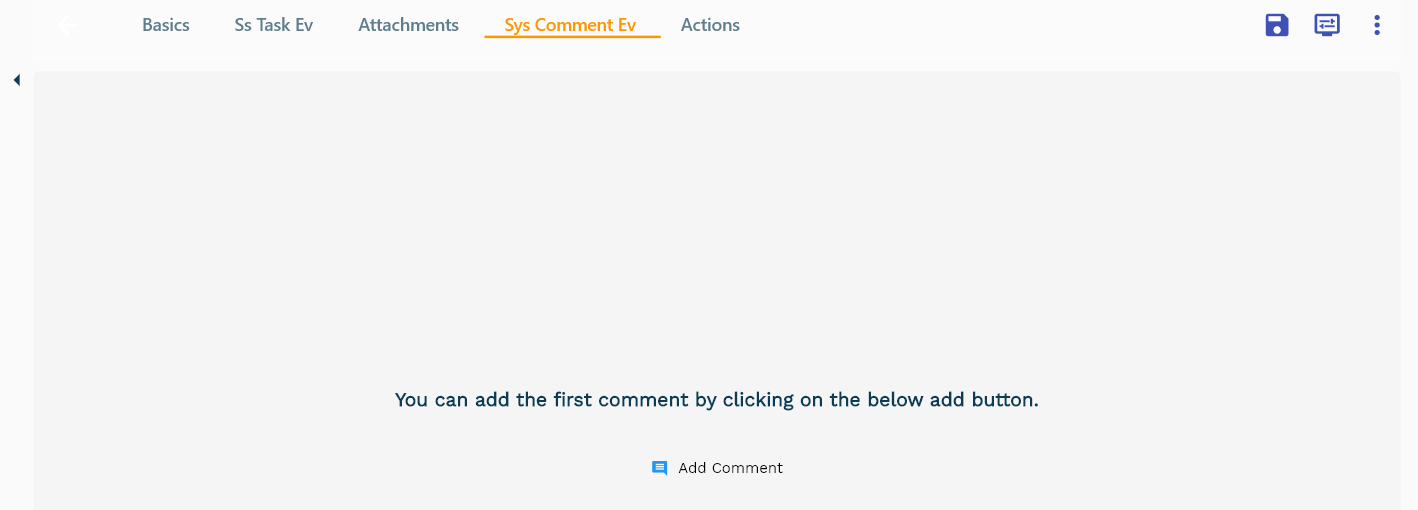 Basics Ss Task Ev Attachments Sys Comment Ev Actions
You can add the first comment by clicking on the below add button.
Add Comment